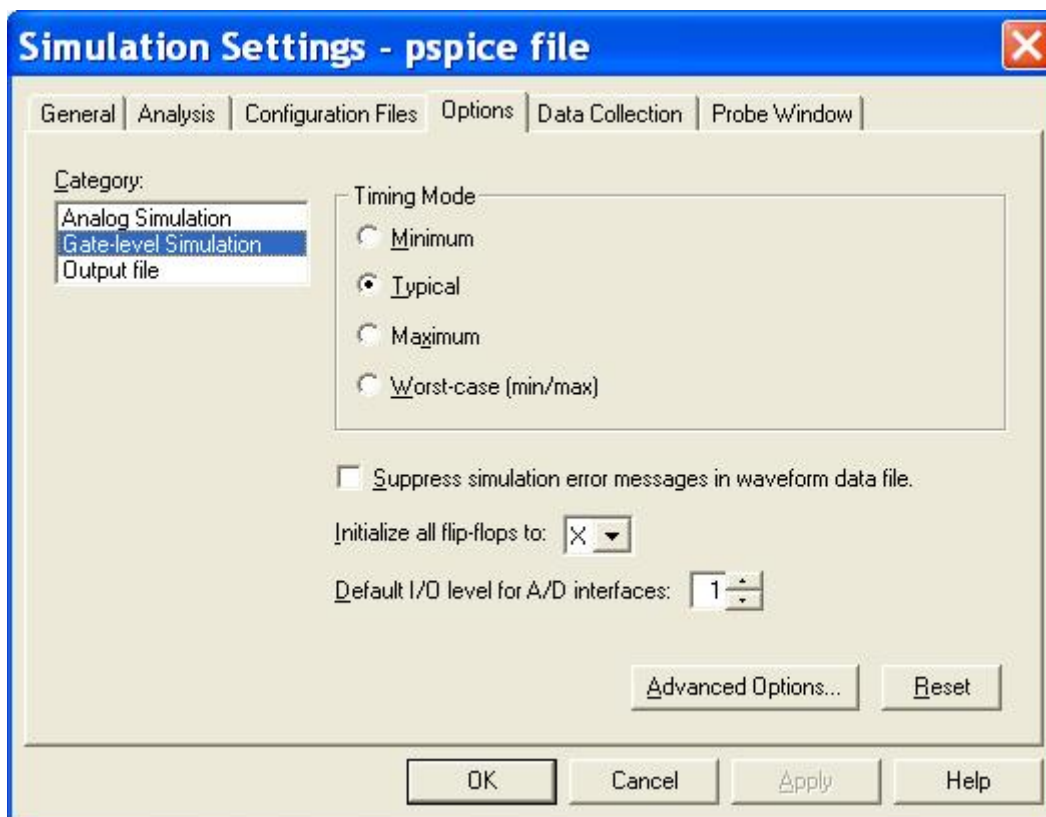 Simulation Settings - pspice file
General Analysis Configuration Files Options Data Collection Probe Window
Category:
Analog Simulation
Gate-level Simulation
Output file
Timing Mode
Minimum
Typical
Maximum
Worst-case (min/max)
Suppress simulation error messages in waveform data file.
Initialize all flip-flops to: X
Default I/O level for A/D interfaces: 1
Advanced Options... Reset
OK Cancel Apply Help